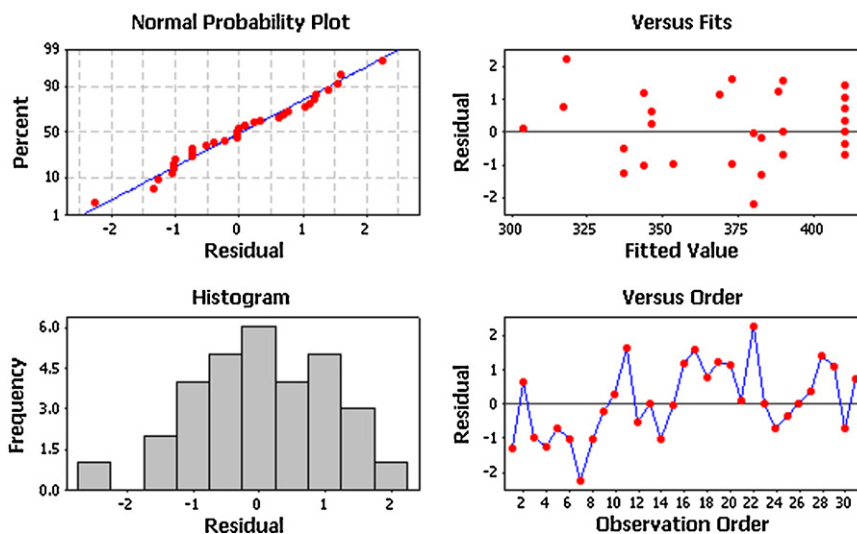 Normal Probability Plot
Percent
99
90
50
10
1
-2
-1
0
1
2
Residual
Versus Fits
Residual
2
1
0
-1
-2
300
325
350
375
400
Fitted Value
Histogram
Frequency
6.0
4.5
3.0
1.5
0.0
-2
-1
0
1
2
Residual
Versus Order
Residual
2
1
0
-1
-2
2 4 6 8 10 12 14 16 18 20 22 24 26 28 30
Observation Order